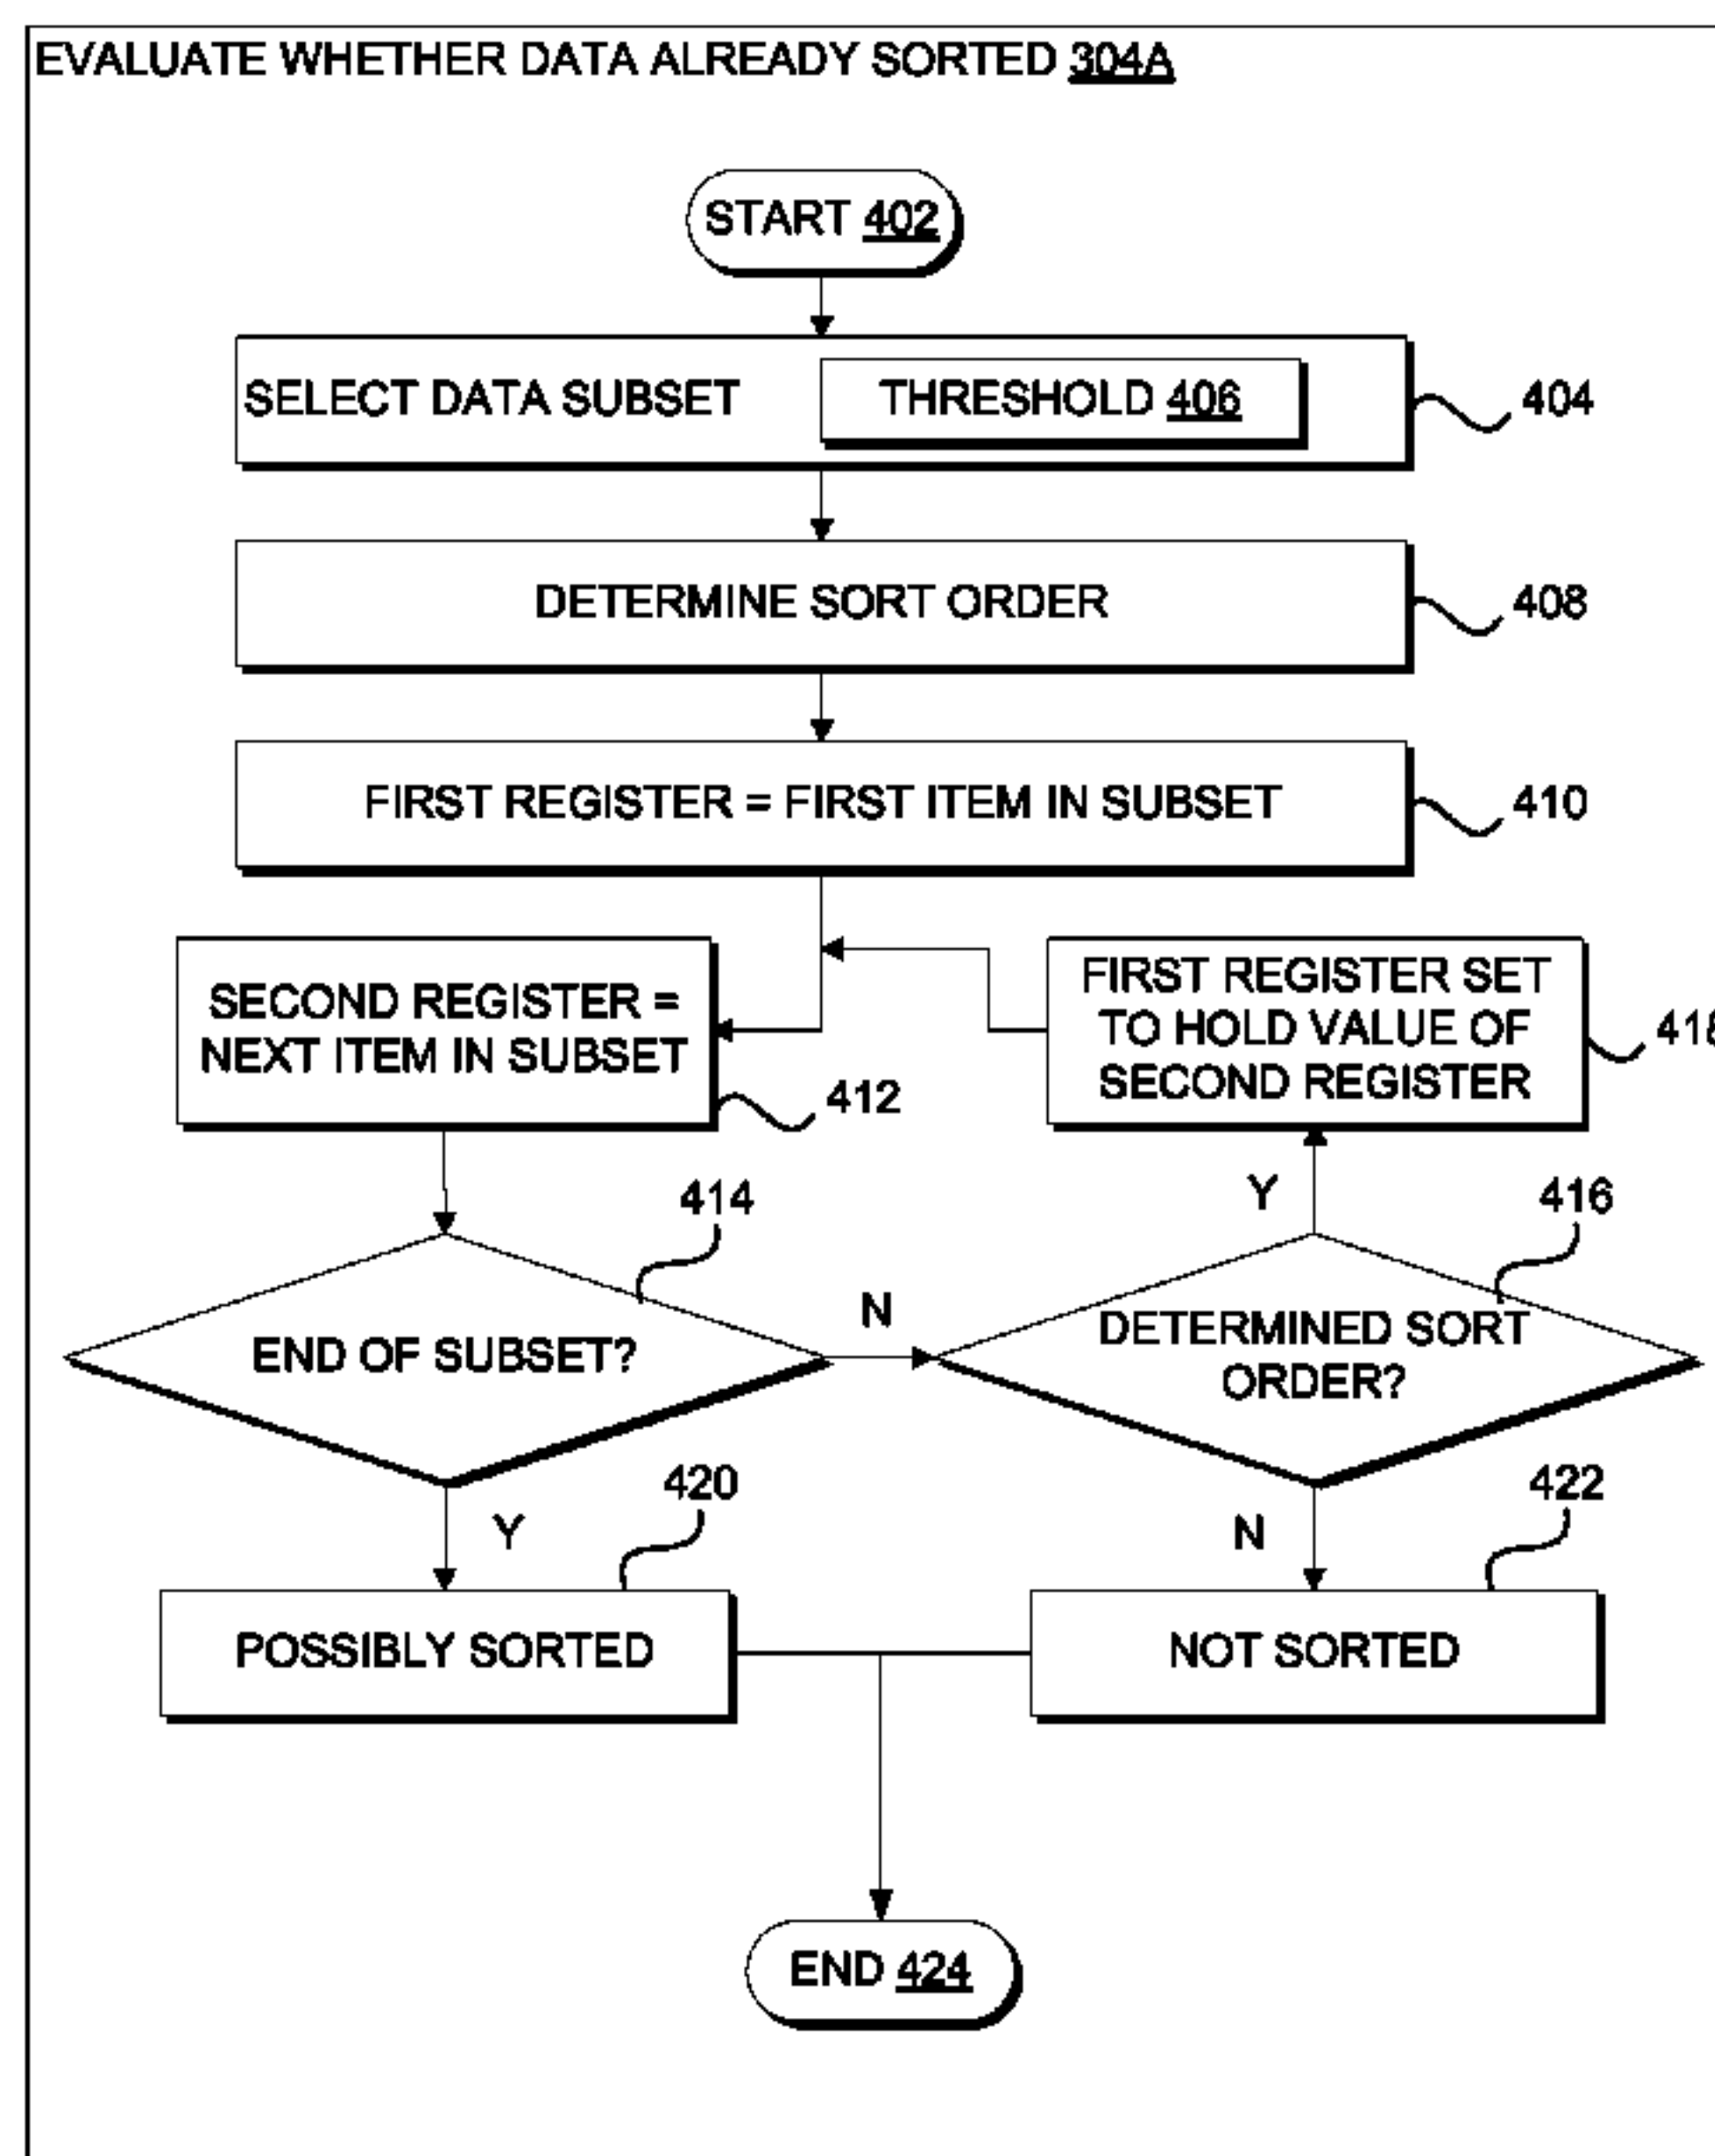 EVALUATE WHETHER DATA ALREADY SORTED 304A
START 402
SELECT DATA SUBSET
THRESHOLD 406
404
DETERMINE SORT ORDER
408
FIRST REGISTER = FIRST ITEM IN SUBSET
410
SECOND REGISTER =
NEXT ITEM IN SUBSET
412
FIRST REGISTER SET
TO HOLD VALUE OF
SECOND REGISTER
418
414
Y
416
END OF SUBSET?
N
DETERMINED SORT
ORDER?
420
Y
422
N
POSSIBLY SORTED
NOT SORTED
END 424